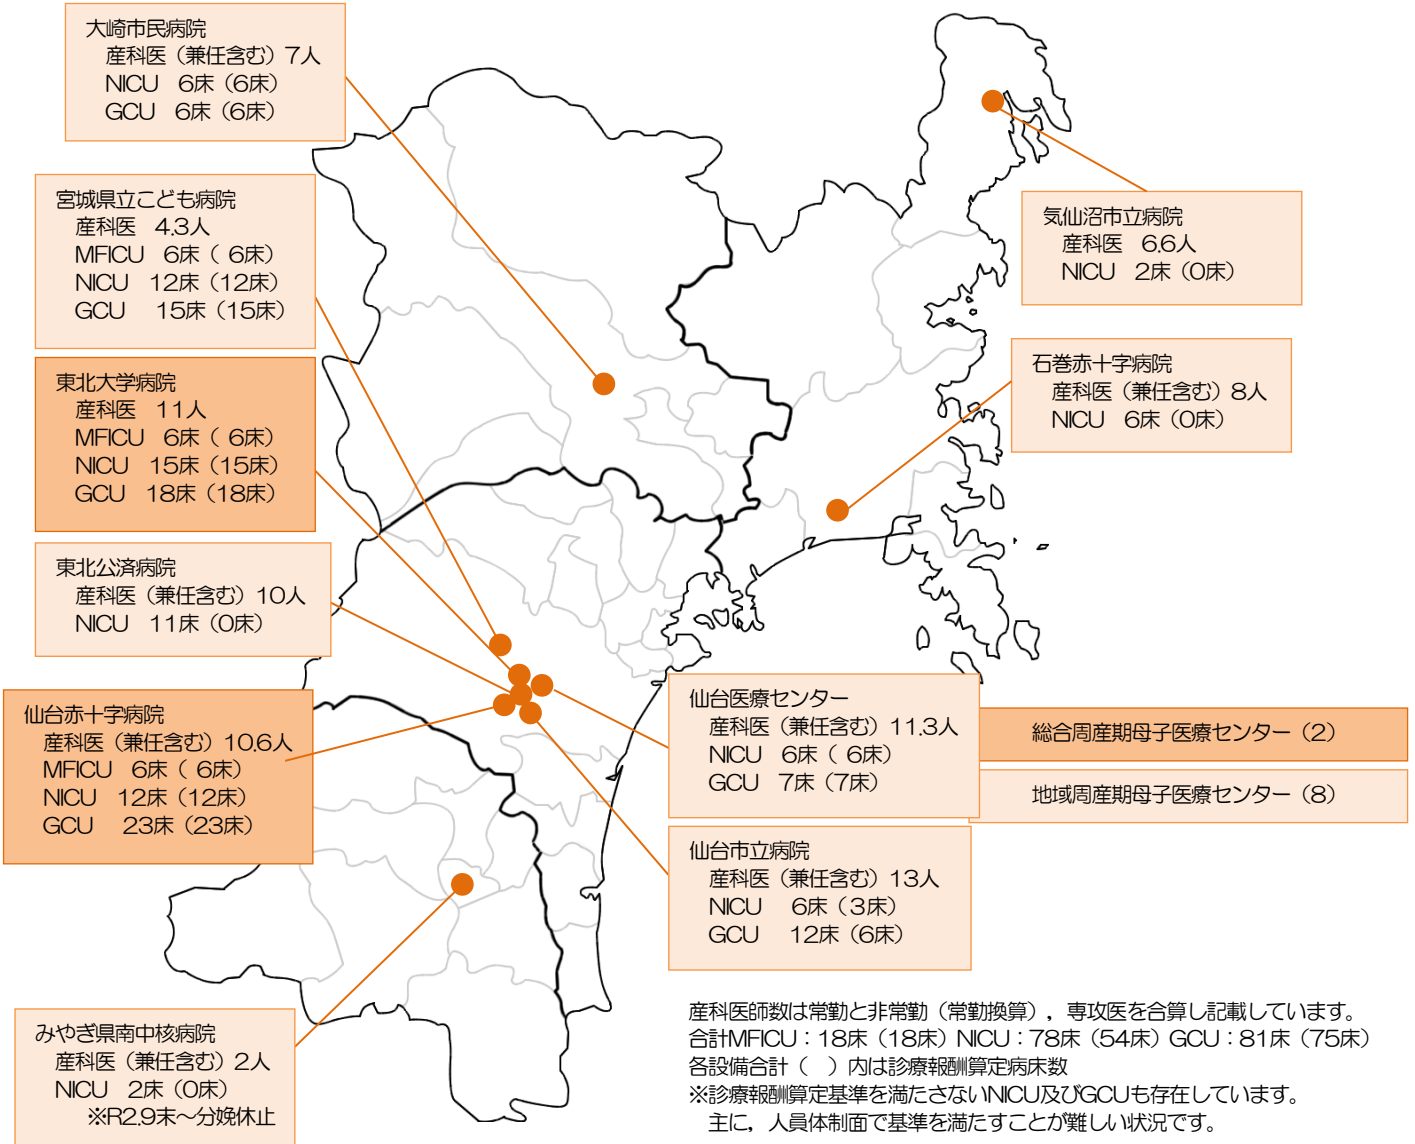 大崎市民病院
産科医（兼任含む）7人
NICU　6床（6床）
GCU　6床（6床）
宮城県立こども病院
産科医　4.3人
MFICU　6床（ 6床）
NICU　12床（12床）
GCU　15床（15床）
東北大学病院
産科医　11人
MFICU　6床（ 6床）
NICU　15床（15床）
GCU　18床（18床）
東北公済病院
産科医（兼任含む）10人
NICU　11床（0床）
仙台赤十字病院
産科医（兼任含む）10.6人
MFICU　6床（ 6床）
NICU　12床（12床）
GCU　23床（23床）
みやぎ県南中核病院
産科医（兼任含む）2人
NICU　2床（0床）
※R2.9末～分娩休止
気仙沼市立病院
産科医　6.6人
NICU　2床（0床）
石巻赤十字病院
産科医（兼任含む）8人
NICU　6床（0床）
仙台医療センター
産科医（兼任含む）11.3人
NICU　6床（ 6床）
GCU　7床（7床）
総合周産期母子医療センター（2）
地域周産期母子医療センター（8）
仙台市立病院
産科医（兼任含む）13人
NICU　6床（3床）
GCU　12床（6床）
産科医師数は常勤と非常勤（常勤換算），専攻医を合算し記載しています。
合計MFICU：18床（18床）NICU：78床（54床）GCU：81床（75床）
各設備合計（　）内は診療報酬算定病床数
※診療報酬算定基準を満たさないNICU及びGCUも存在しています。
主に，人員体制面で基準を満たすことが難しい状況です。